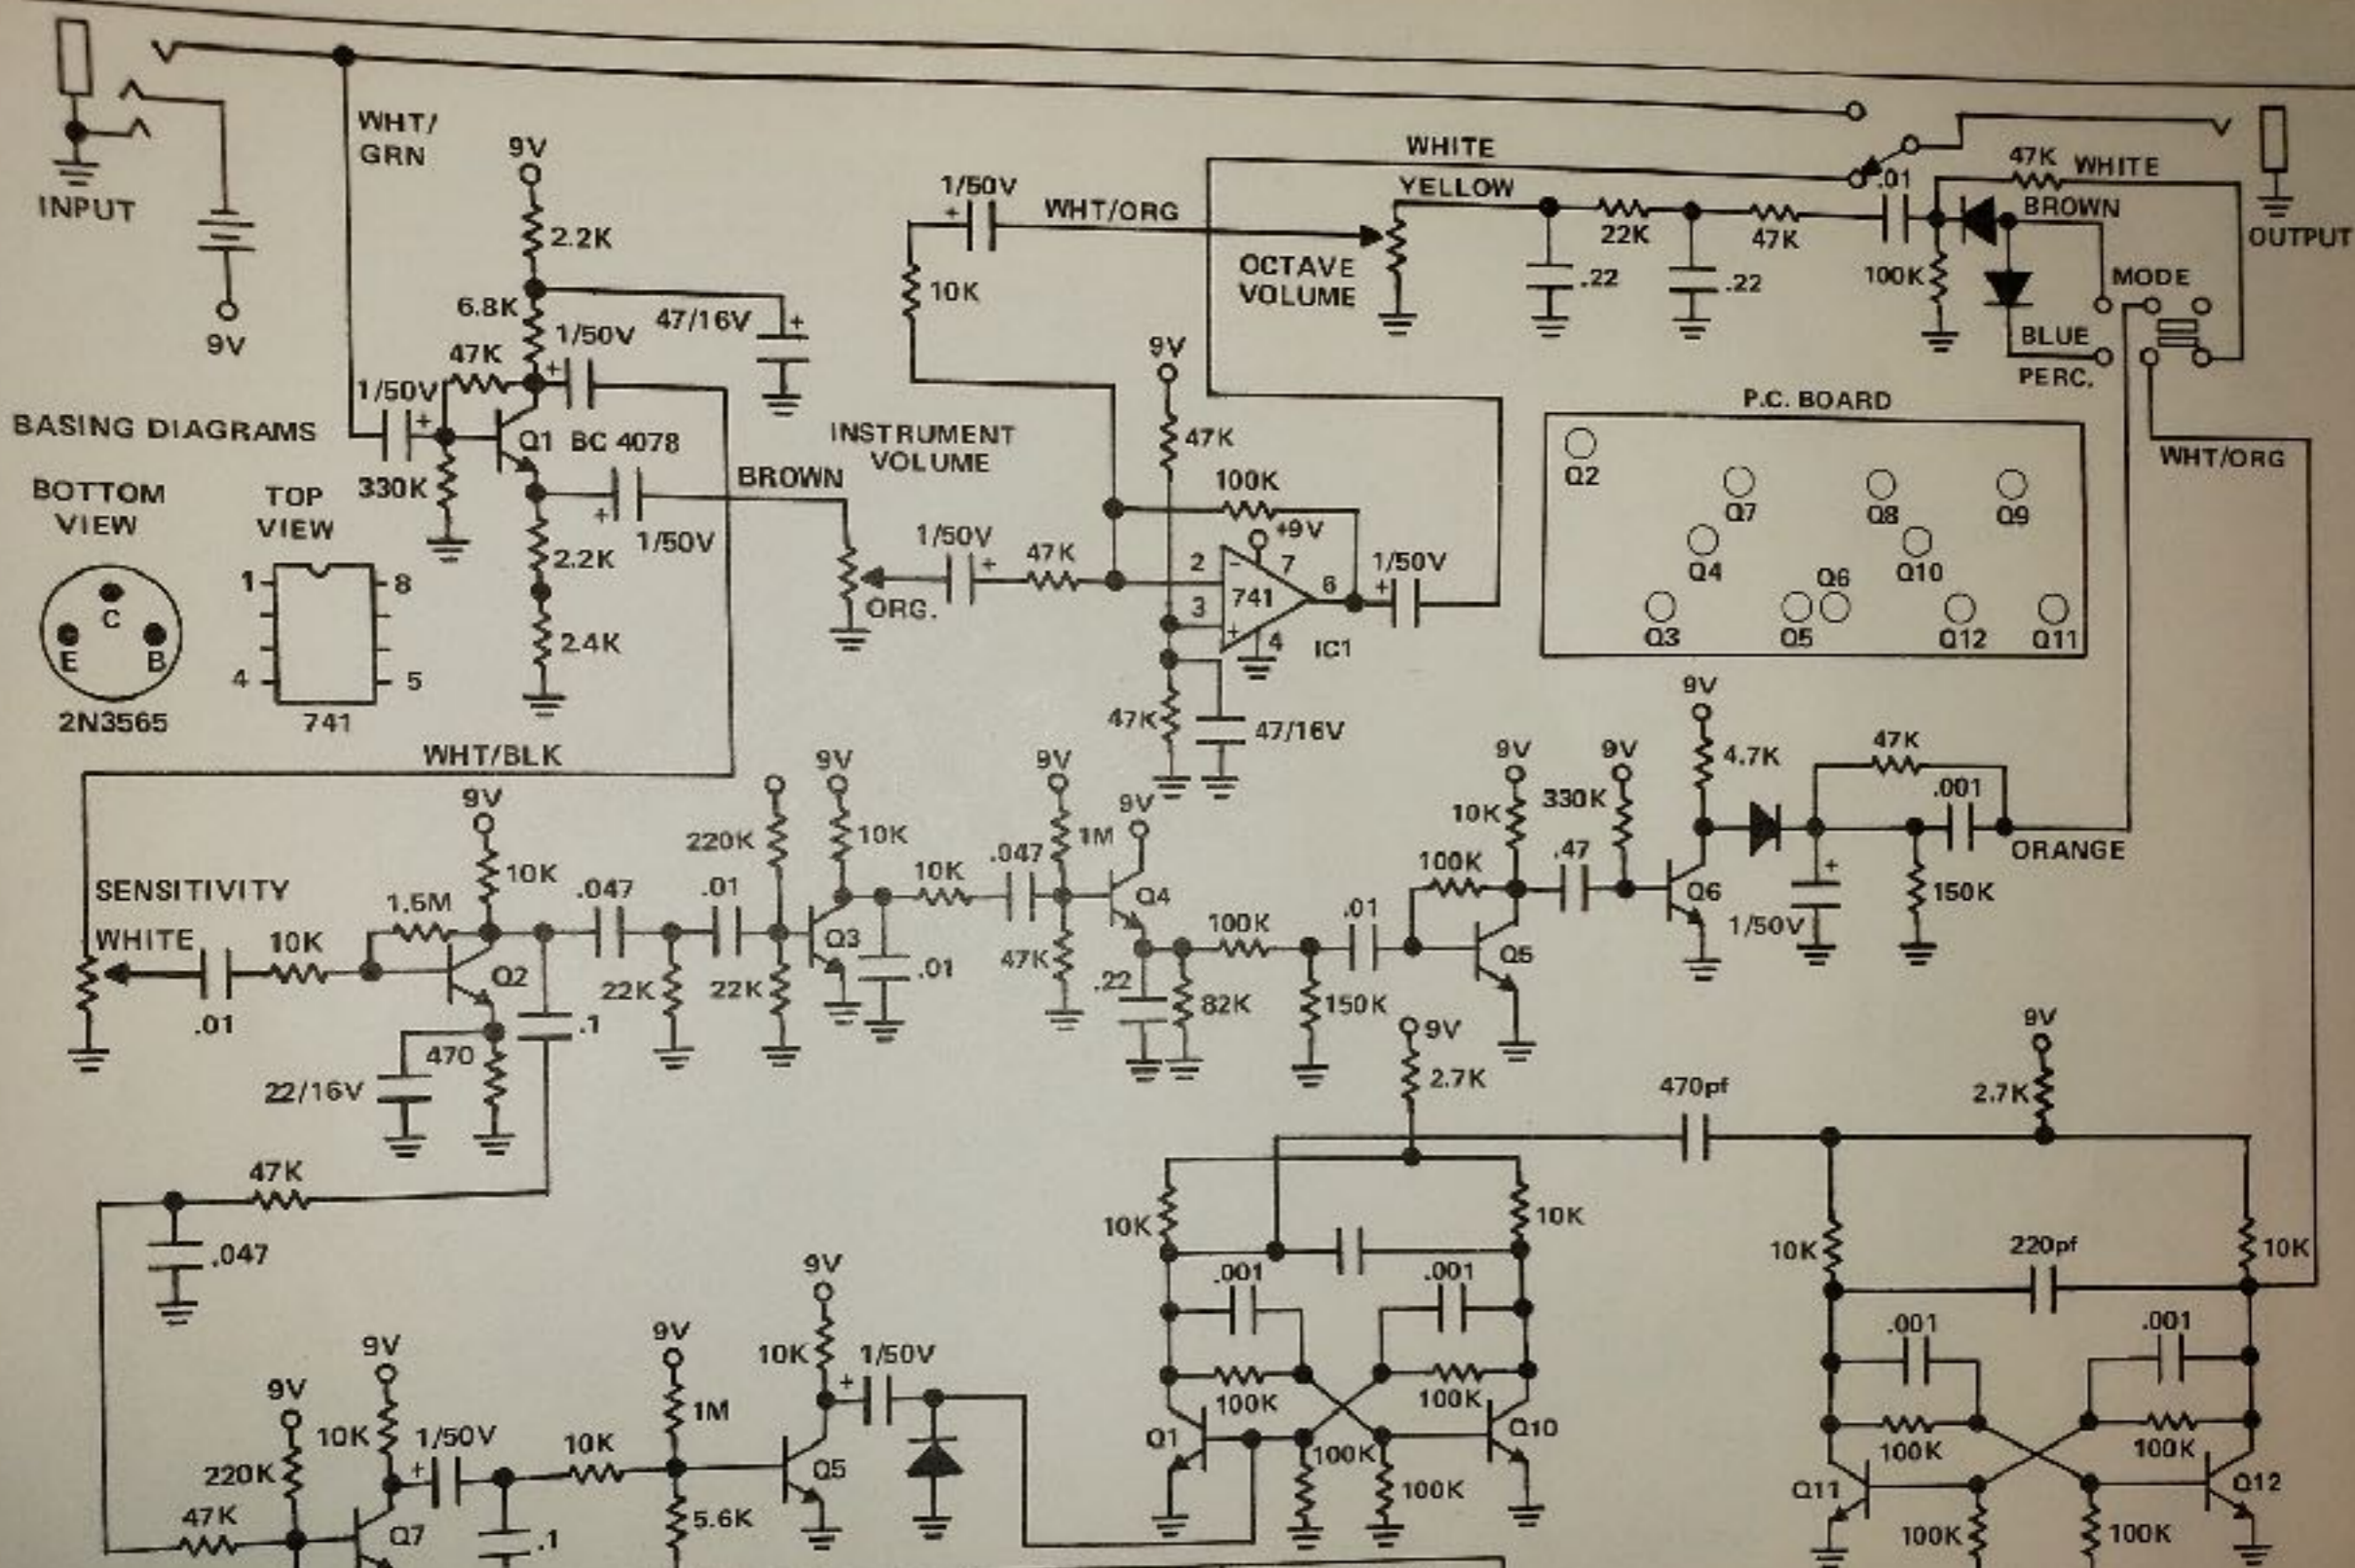 WHT/
GRN
INPUT
9V
9V
2.2K
6.8K
47/16V
1/50V
47K
1/50V
330K
Q1 BC 4078
1/50V
2.2K
2.4K
BROWN
WHT/BLK
BASING DIAGRAMS
BOTTOM
VIEW
TOP
VIEW
C
E
B
2N3565
1
8
4
5
741
1/50V
WHT/ORG
10K
WHITE
YELLOW
OCTAVE
VOLUME
INSTRUMENT
VOLUME
ORG.
1/50V
47K
9V
47K
100K
+9V
2
7
-
741
6
3
+
4
IC1
1/50V
47K
47/16V
22K
47K
.01
.22
.22
100K
47K
WHITE
BROWN
OUTPUT
MODE
BLUE
PERC.
WHT/ORG
P.C. BOARD
Q2
Q7
Q8
Q9
Q4
Q6
Q10
Q3
Q5
Q12
Q11
SENSITIVITY
WHITE
.01
10K
1.5M
9V
10K
Q2
470
22/16V
.1
.047
22K
.01
220K
22K
9V
10K
Q3
.01
10K
.047
9V
1M
47K
9V
Q4
.22
82K
100K
150K
.01
100K
9V
10K
Q5
.47
9V
330K
9V
4.7K
Q6
1/50V
47K
.001
150K
ORANGE
47K
.047
9V
220K
47K
9V
10K
Q7
1/50V
.1
10K
9V
1M
5.6K
9V
10K
Q5
1/50V
9V
2.7K
470pf
9V
2.7K
10K
10K
.001
.001
100K
100K
Q1
100K
100K
Q10
10K
220pf
10K
.001
.001
100K
100K
Q11
100K
100K
Q12